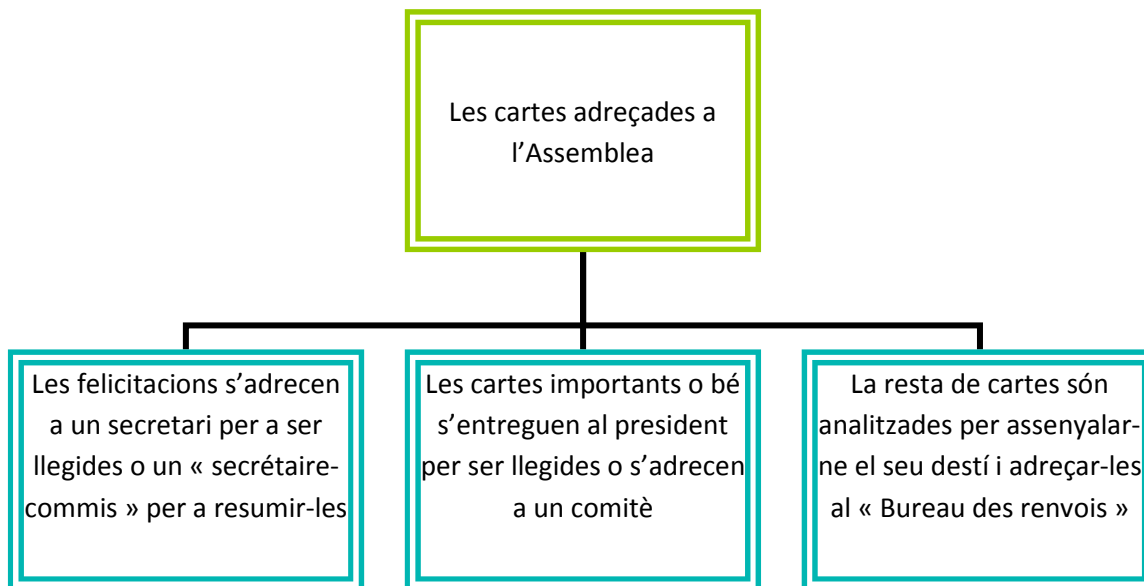 Les cartes adreçades a
l’Assemblea
Les felicitacions s’adrecen
a un secretari per a ser
llegides o un « secrétaire-
commis » per a resumir-les
Les cartes importants o bé
s’entreguen al president
per ser llegides o s’adrecen
a un comitè
La resta de cartes són
analitzades per assenyalar-
ne el seu destí i adreçar-les
al « Bureau des renvois »